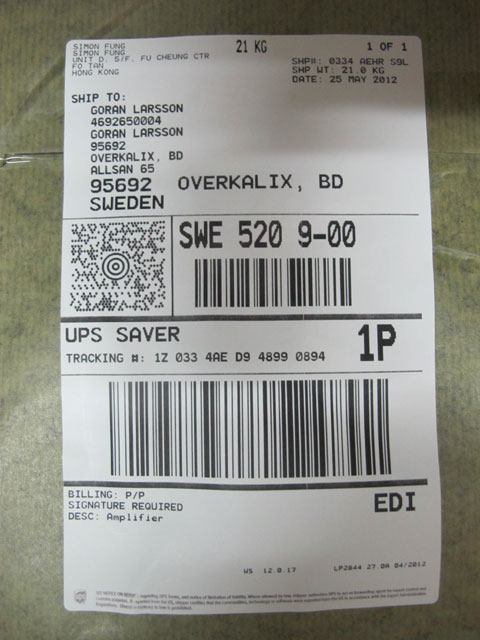 SIMON FUNG
SIMON FUNG
UNIT D. 5/F. FU CHEUNG CTR
FO TAN
HONG KONG
21 KG
1 OF 1
SHP#: 0334 AEHR S9L
SHP WT: 21.0 KG
DATE: 25 MAY 2012
SHIP TO:
GORAN LARSSON
4692650004
GORAN LARSSON
95692
OVERKALIX, BD
ALLSAN 65
95692 OVERKALIX, BD
SWEDEN
SWE 520 9-00
UPS SAVER
1P
TRACKING #: 1Z 033 4AE D9 4899 0894
BILLING: P/P
SIGNATURE REQUIRED
DESC: Amplifier
EDI
WS 12.0 17
LP2844 27.0A 04/2012